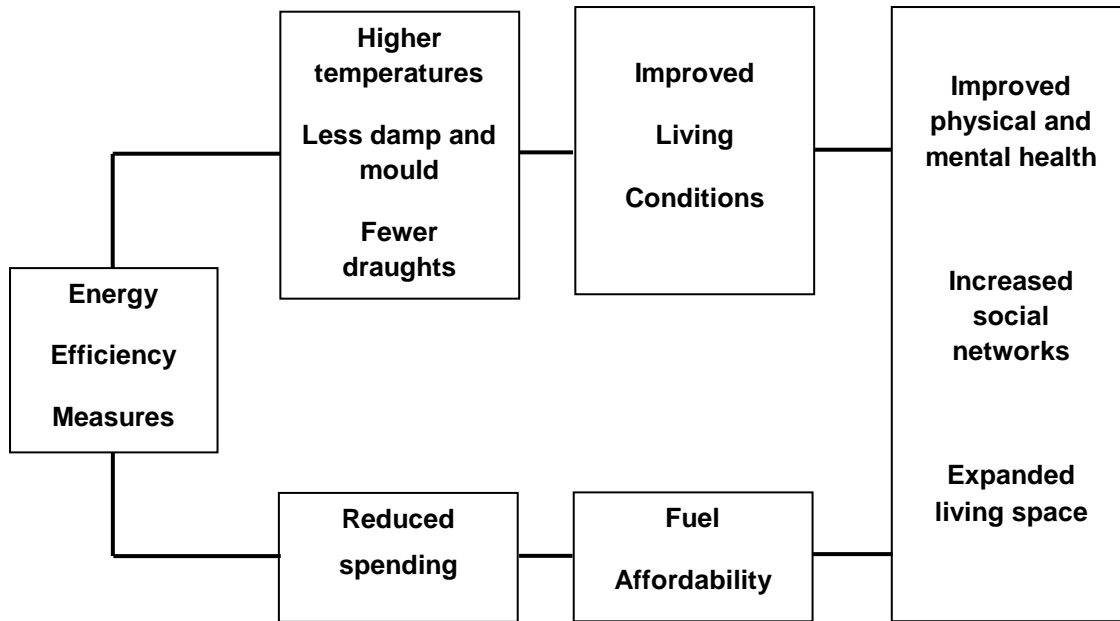 Energy
Efficiency
Measures
Higher
temperatures
Less damp and
mould
Fewer
draughts
Improved
Living
Conditions
Reduced
spending
Fuel
Affordability
Improved
physical and
mental health
Increased
social
networks
Expanded
living space